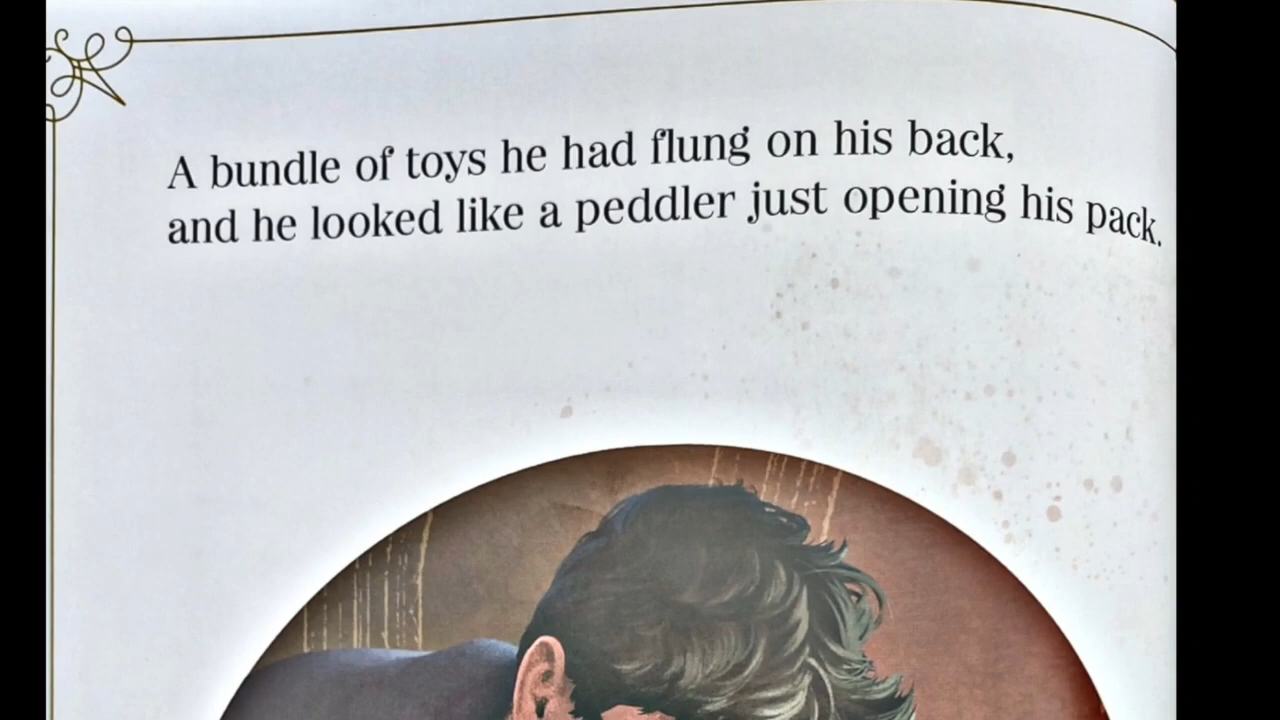 A bundle of toys he had flung on his back,
and he looked like a peddler just opening his pack.